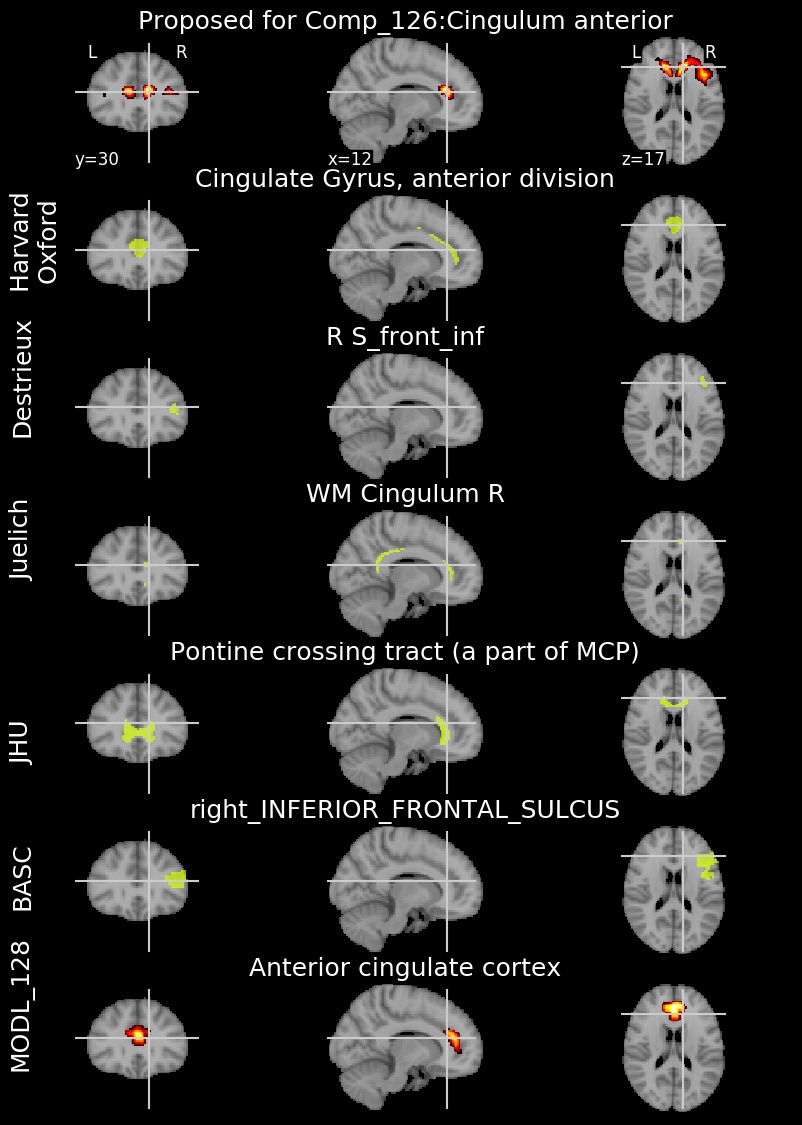 Proposed for Comp_126:Cingulum anterior
L R L R
y=30 x=12 z=17
Cingulate Gyrus, anterior division
Harvard
Oxford
R S_front_inf
Destrieux
WM Cingulum R
Juelich
Pontine crossing tract (a part of MCP)
JHU
right_INFERIOR_FRONTAL_SULCUS
BASC
Anterior cingulate cortex
MODL_128